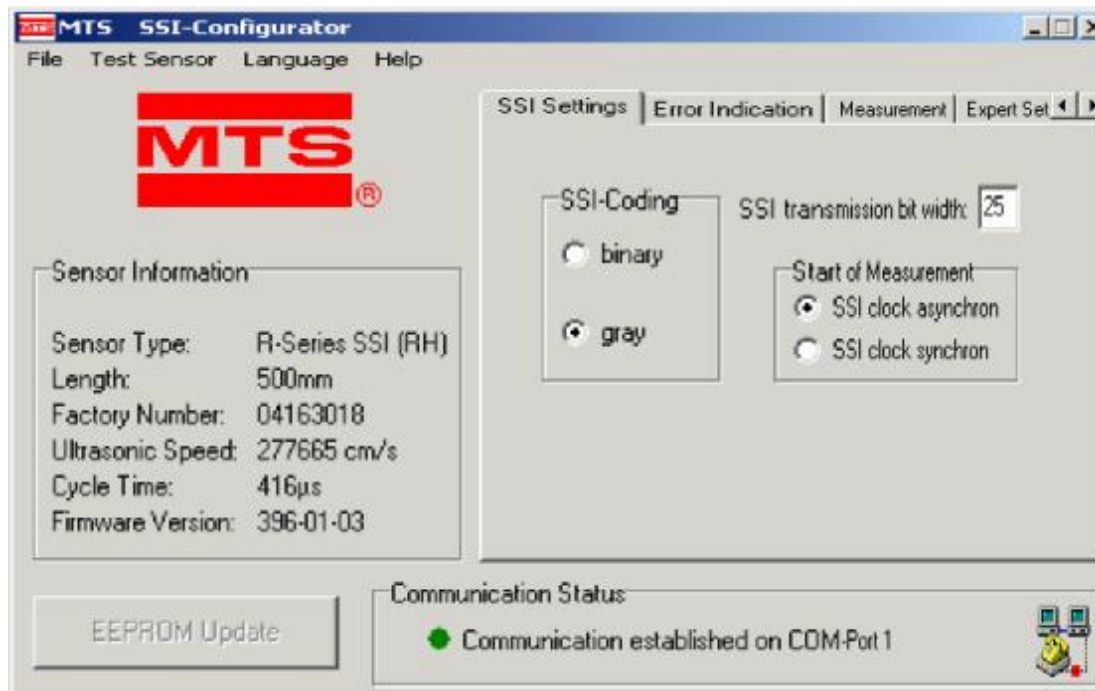 MTS SSI-Configurator
File Test Sensor Language Help
MTS
®
SSI Settings Error Indication Measurement Expert Set
SSI-Coding
binary
gray
SSI transmission bit width: 25
Start of Measurement
SSI clock asynchron
SSI clock synchron
Sensor Information
Sensor Type: R-Series SSI (RH)
Length: 500mm
Factory Number: 04163018
Ultrasonic Speed: 277665 cm/s
Cycle Time: 416µs
Firmware Version: 396-01-03
EEPROM Update
Communication Status
Communication established on COM-Port 1